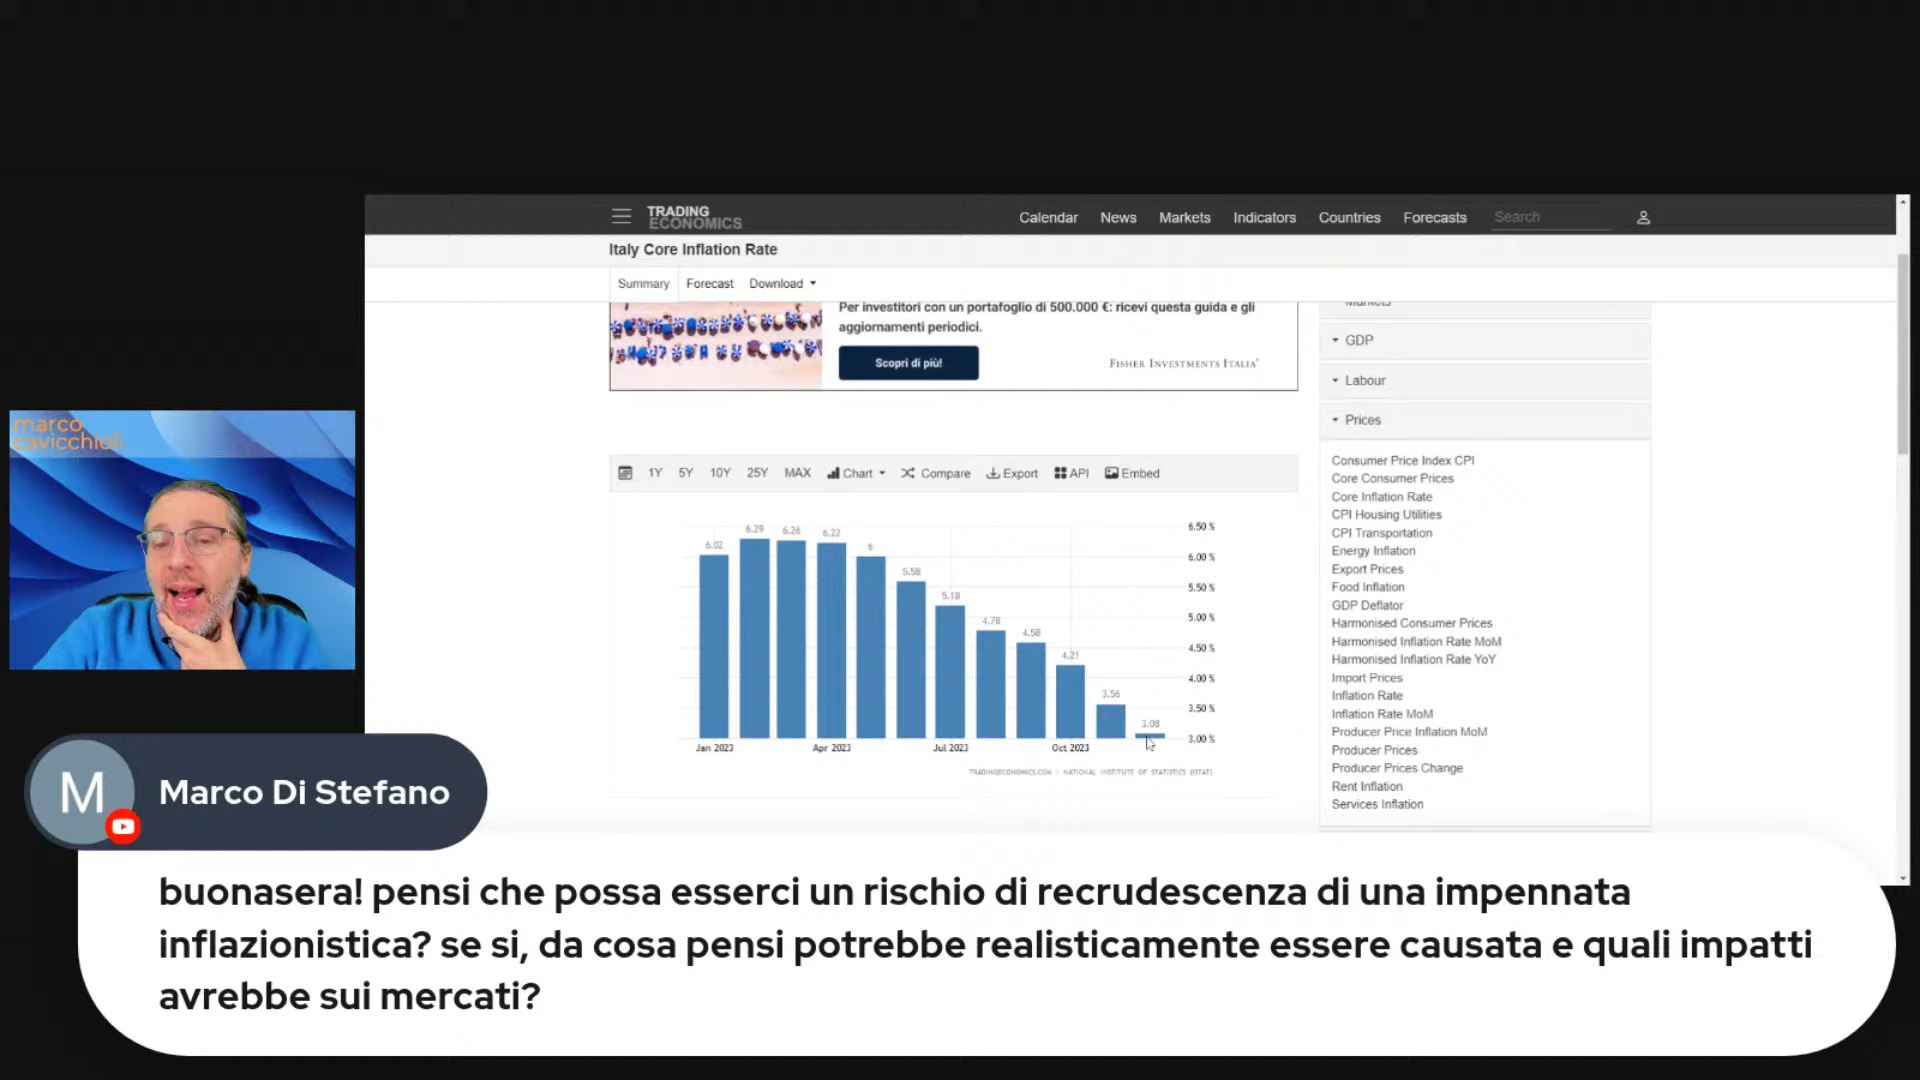 TRADING
ECONOMICS
Calendar News Markets Indicators Countries Forecasts Search
Italy Core Inflation Rate
Summary Forecast Download
Per investitori con un portafoglio di 500.000 €: ricevi questa guida e gli
aggiornamenti periodici.
Scopri di più!
FISHER INVESTMENTS ITALIA
Markets
GDP
Labour
Prices
Consumer Price Index CPI
Core Consumer Prices
Core Inflation Rate
CPI Housing Utilities
CPI Transportation
Energy Inflation
Export Prices
Food Inflation
GDP Deflator
Harmonised Consumer Prices
Harmonised Inflation Rate MoM
Harmonised Inflation Rate YoY
Import Prices
Inflation Rate
Inflation Rate MoM
Producer Price Inflation MoM
Producer Prices
Producer Prices Change
Rent Inflation
Services Inflation
1Y 5Y 10Y 25Y MAX Chart Compare Export API Embed
6.02 6.29 6.26 6.22 6 5.58 5.18 4.78 4.58 4.21 3.56 3.08
6.50 %
6.00 %
5.50 %
5.00 %
4.50 %
4.00 %
3.50 %
3.00 %
Jan 2023 Apr 2023 Jul 2023 Oct 2023
TRADINGECONOMICS.COM | NATIONAL INSTITUTE OF STATISTICS (ISTAT)
marco
cavicchioli
M
Marco Di Stefano
buonasera! pensi che possa esserci un rischio di recrudescenza di una impennata
inflazionistica? se si, da cosa pensi potrebbe realisticamente essere causata e quali impatti
avrebbe sui mercati?